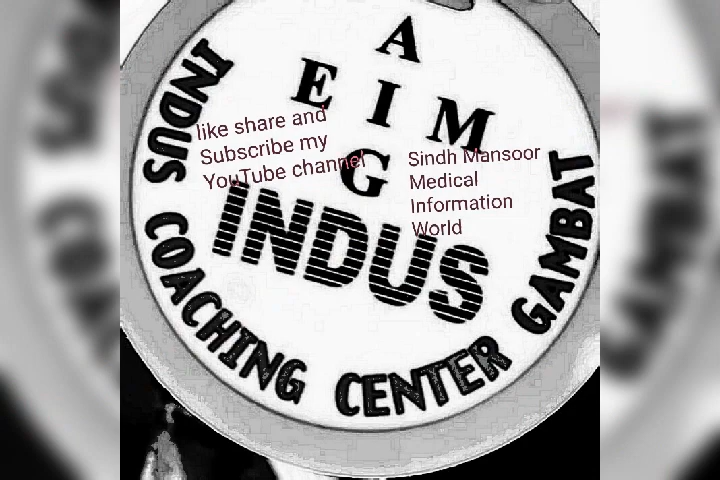 A
E I M
G
INDUS
INDUS COACHING CENTER GAMBAT
like share and
Subscribe my
YouTube channel
Sindh Mansoor
Medical
Information
World